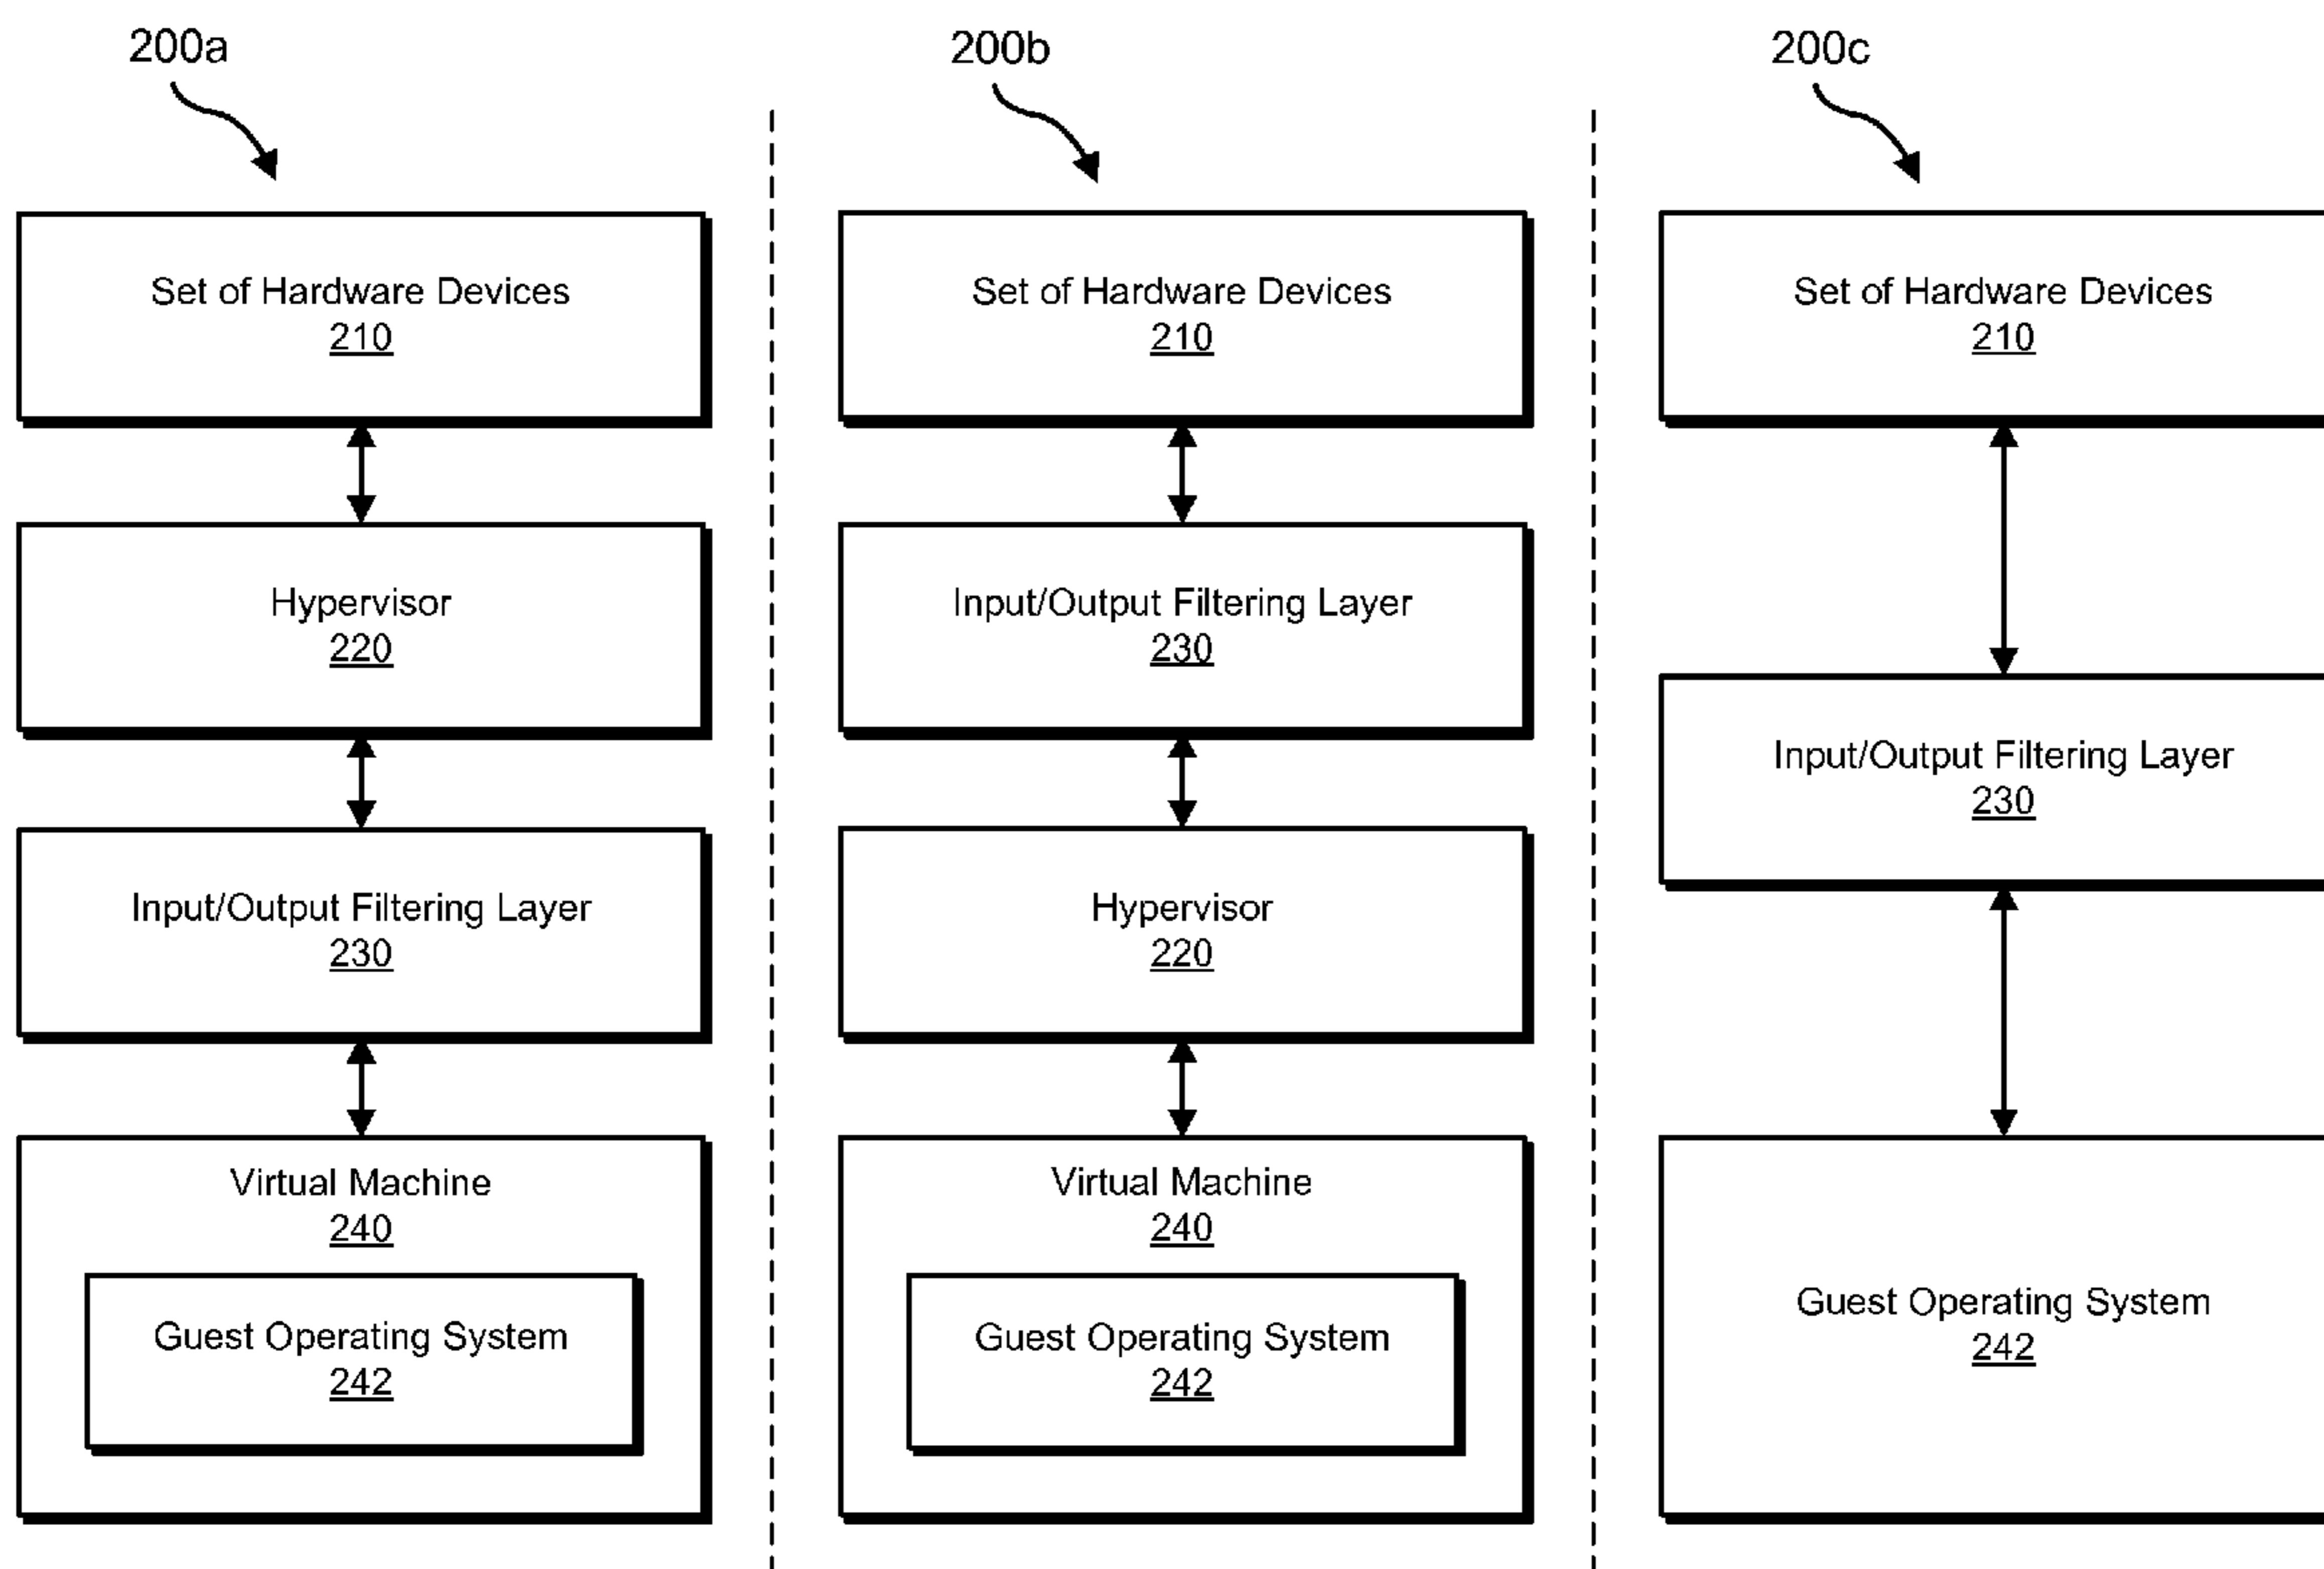 200a
Set of Hardware Devices
210
Hypervisor
220
Input/Output Filtering Layer
230
Virtual Machine
240
Guest Operating System
242
200b
Set of Hardware Devices
210
Input/Output Filtering Layer
230
Hypervisor
220
Virtual Machine
240
Guest Operating System
242
200c
Set of Hardware Devices
210
Input/Output Filtering Layer
230
Guest Operating System
242